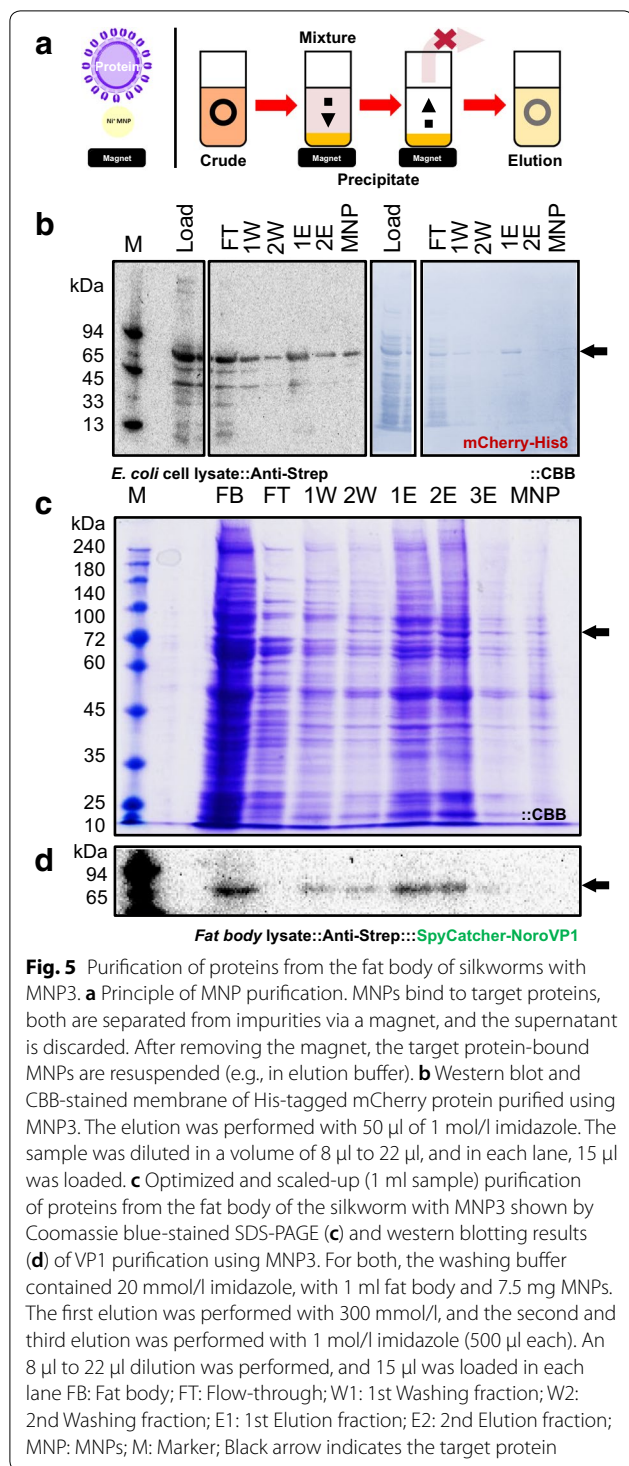 a
Protein
Ni⁺ MNP
Magnet
Mixture
Crude
Magnet
Magnet
Elution
Precipitate
b
M
Load
FT
1W
2W
1E
2E
MNP
Load
FT
1W
2W
1E
2E
MNP
kDa
94
65
45
33
13
mCherry-His8
E. coli cell lysate::Anti-Strep
::CBB
c
M FB FT 1W 2W 1E 2E 3E MNP
kDa
240
180
140
100
72
60
45
35
25
10
::CBB
d
kDa
94
65
Fat body lysate::Anti-Strep:::SpyCatcher-NoroVP1
Fig. 5 Purification of proteins from the fat body of silkworms with
MNP3. a Principle of MNP purification. MNPs bind to target proteins,
both are separated from impurities via a magnet, and the supernatant
is discarded. After removing the magnet, the target protein-bound
MNPs are resuspended (e.g., in elution buffer). b Western blot and
CBB-stained membrane of His-tagged mCherry protein purified using
MNP3. The elution was performed with 50 µl of 1 mol/l imidazole. The
sample was diluted in a volume of 8 µl to 22 µl, and in each lane, 15 µl
was loaded. c Optimized and scaled-up (1 ml sample) purification
of proteins from the fat body of the silkworm with MNP3 shown by
Coomassie blue-stained SDS-PAGE (c) and western blotting results
(d) of VP1 purification using MNP3. For both, the washing buffer
contained 20 mmol/l imidazole, with 1 ml fat body and 7.5 mg MNPs.
The first elution was performed with 300 mmol/l, and the second and
third elution was performed with 1 mol/l imidazole (500 µl each). An
8 µl to 22 µl dilution was performed, and 15 µl was loaded in each
lane FB: Fat body; FT: Flow-through; W1: 1st Washing fraction; W2:
2nd Washing fraction; E1: 1st Elution fraction; E2: 2nd Elution fraction;
MNP: MNPs; M: Marker; Black arrow indicates the target protein